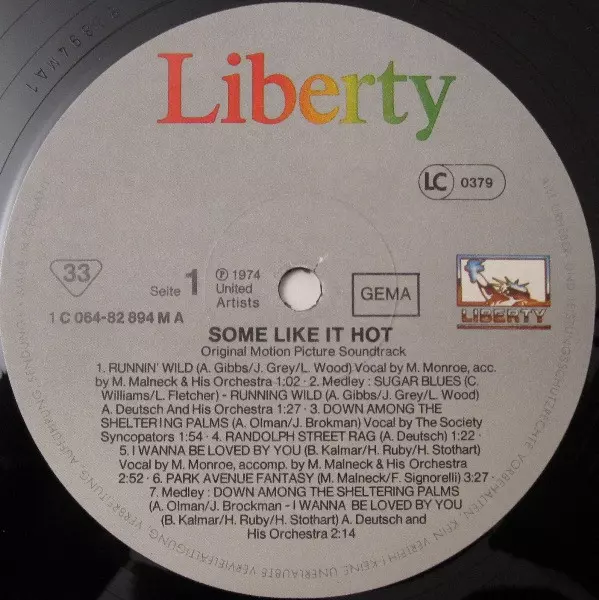 Liberty
LC 0379
33
Seite 1
℗ 1974
United
Artists
GEMA
LIBERTY
1 C 064-82 894 M A
SOME LIKE IT HOT
Original Motion Picture Soundtrack
1. RUNNIN' WILD (A. Gibbs/J. Grey/L. Wood) Vocal by M. Monroe, acc.
by M. Malneck & His Orchestra 1:02 · 2. Medley : SUGAR BLUES (C.
Williams/L. Fletcher) - RUNNING WILD (A. Gibbs/J. Grey/L. Wood)
A. Deutsch And His Orchestra 1:27 · 3. DOWN AMONG THE
SHELTERING PALMS (A. Olman/J. Brokman) Vocal by The Society
Syncopators 1:54 · 4. RANDOLPH STREET RAG (A. Deutsch) 1:22 ·
5. I WANNA BE LOVED BY YOU (B. Kalmar/H. Ruby/H. Stothart)
Vocal by M. Monroe, accomp. by M. Malneck & His Orchestra
2:52 · 6. PARK AVENUE FANTASY (M. Malneck/F. Signorelli) 3:27 ·
7. Medley : DOWN AMONG THE SHELTERING PALMS
(A. Olman/J. Brockman - I WANNA BE LOVED BY YOU
(B. Kalmar/H. Ruby/H. Stothart) A. Deutsch and
His Orchestra 2:14
VORBEHALTEN KEIN VERLEIH! KEINE UNERLAUBTE VERVIELFÄLTIGUNG,